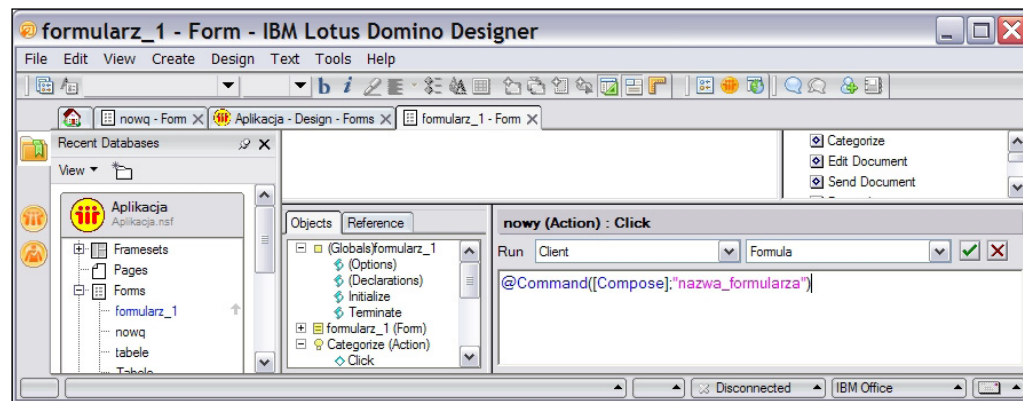 formularz_1 - Form - IBM Lotus Domino Designer
File Edit View Create Design Text Tools Help
nowq - Form Aplikacja - Design - Forms formularz_1 - Form
Recent Databases
View
Aplikacja
Aplikacja.nsf
Framesets
Pages
Forms
formularz_1
nowq
tabele
Categorize
Edit Document
Send Document
Objects Reference
(Globals)formularz_1
(Options)
(Declarations)
Initialize
Terminate
formularz_1 (Form)
Categorize (Action)
Click
nowy (Action) : Click
Run Client Formula
@Command([Compose];"nazwa_formularza")
Disconnected IBM Office